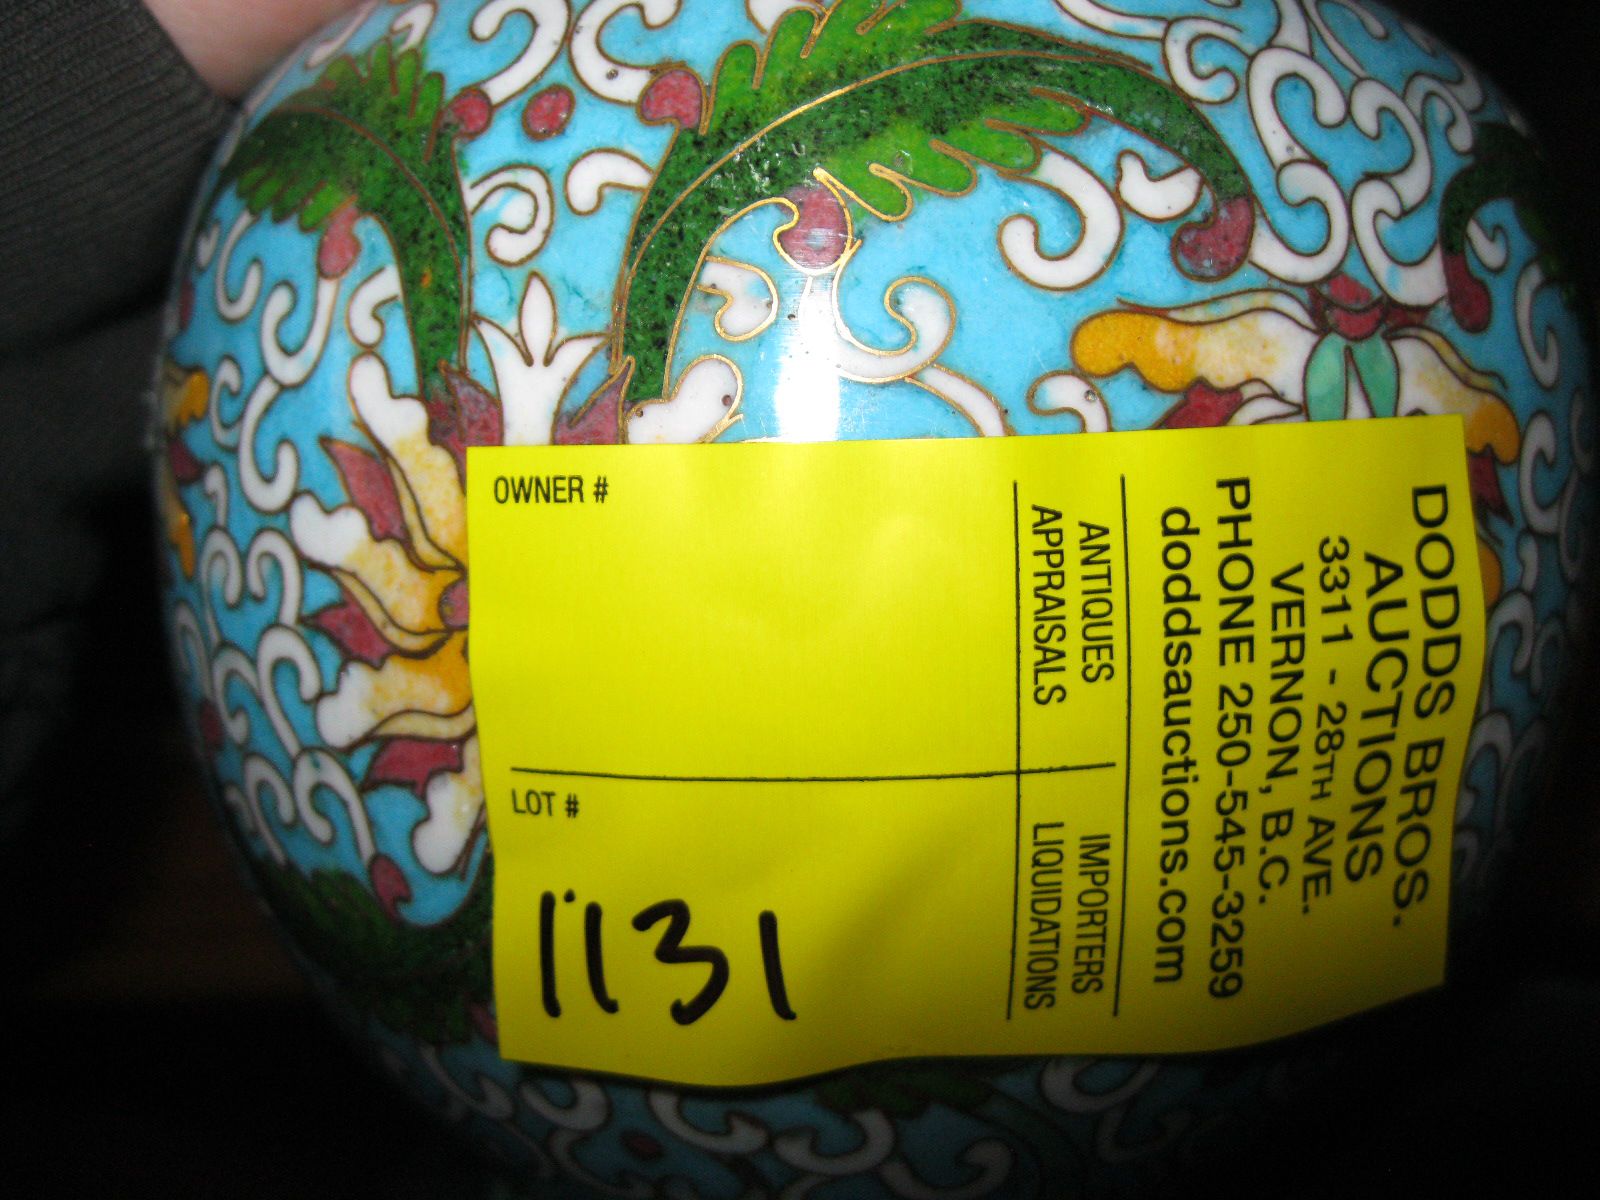 DODDS BROS.
AUCTIONS
3311 - 28TH AVE.
VERNON, B.C.
PHONE 250-545-3259
doddsauctions.com
ANTIQUES
APPRAISALS
IMPORTERS
LIQUIDATIONS
OWNER #
LOT #
1131